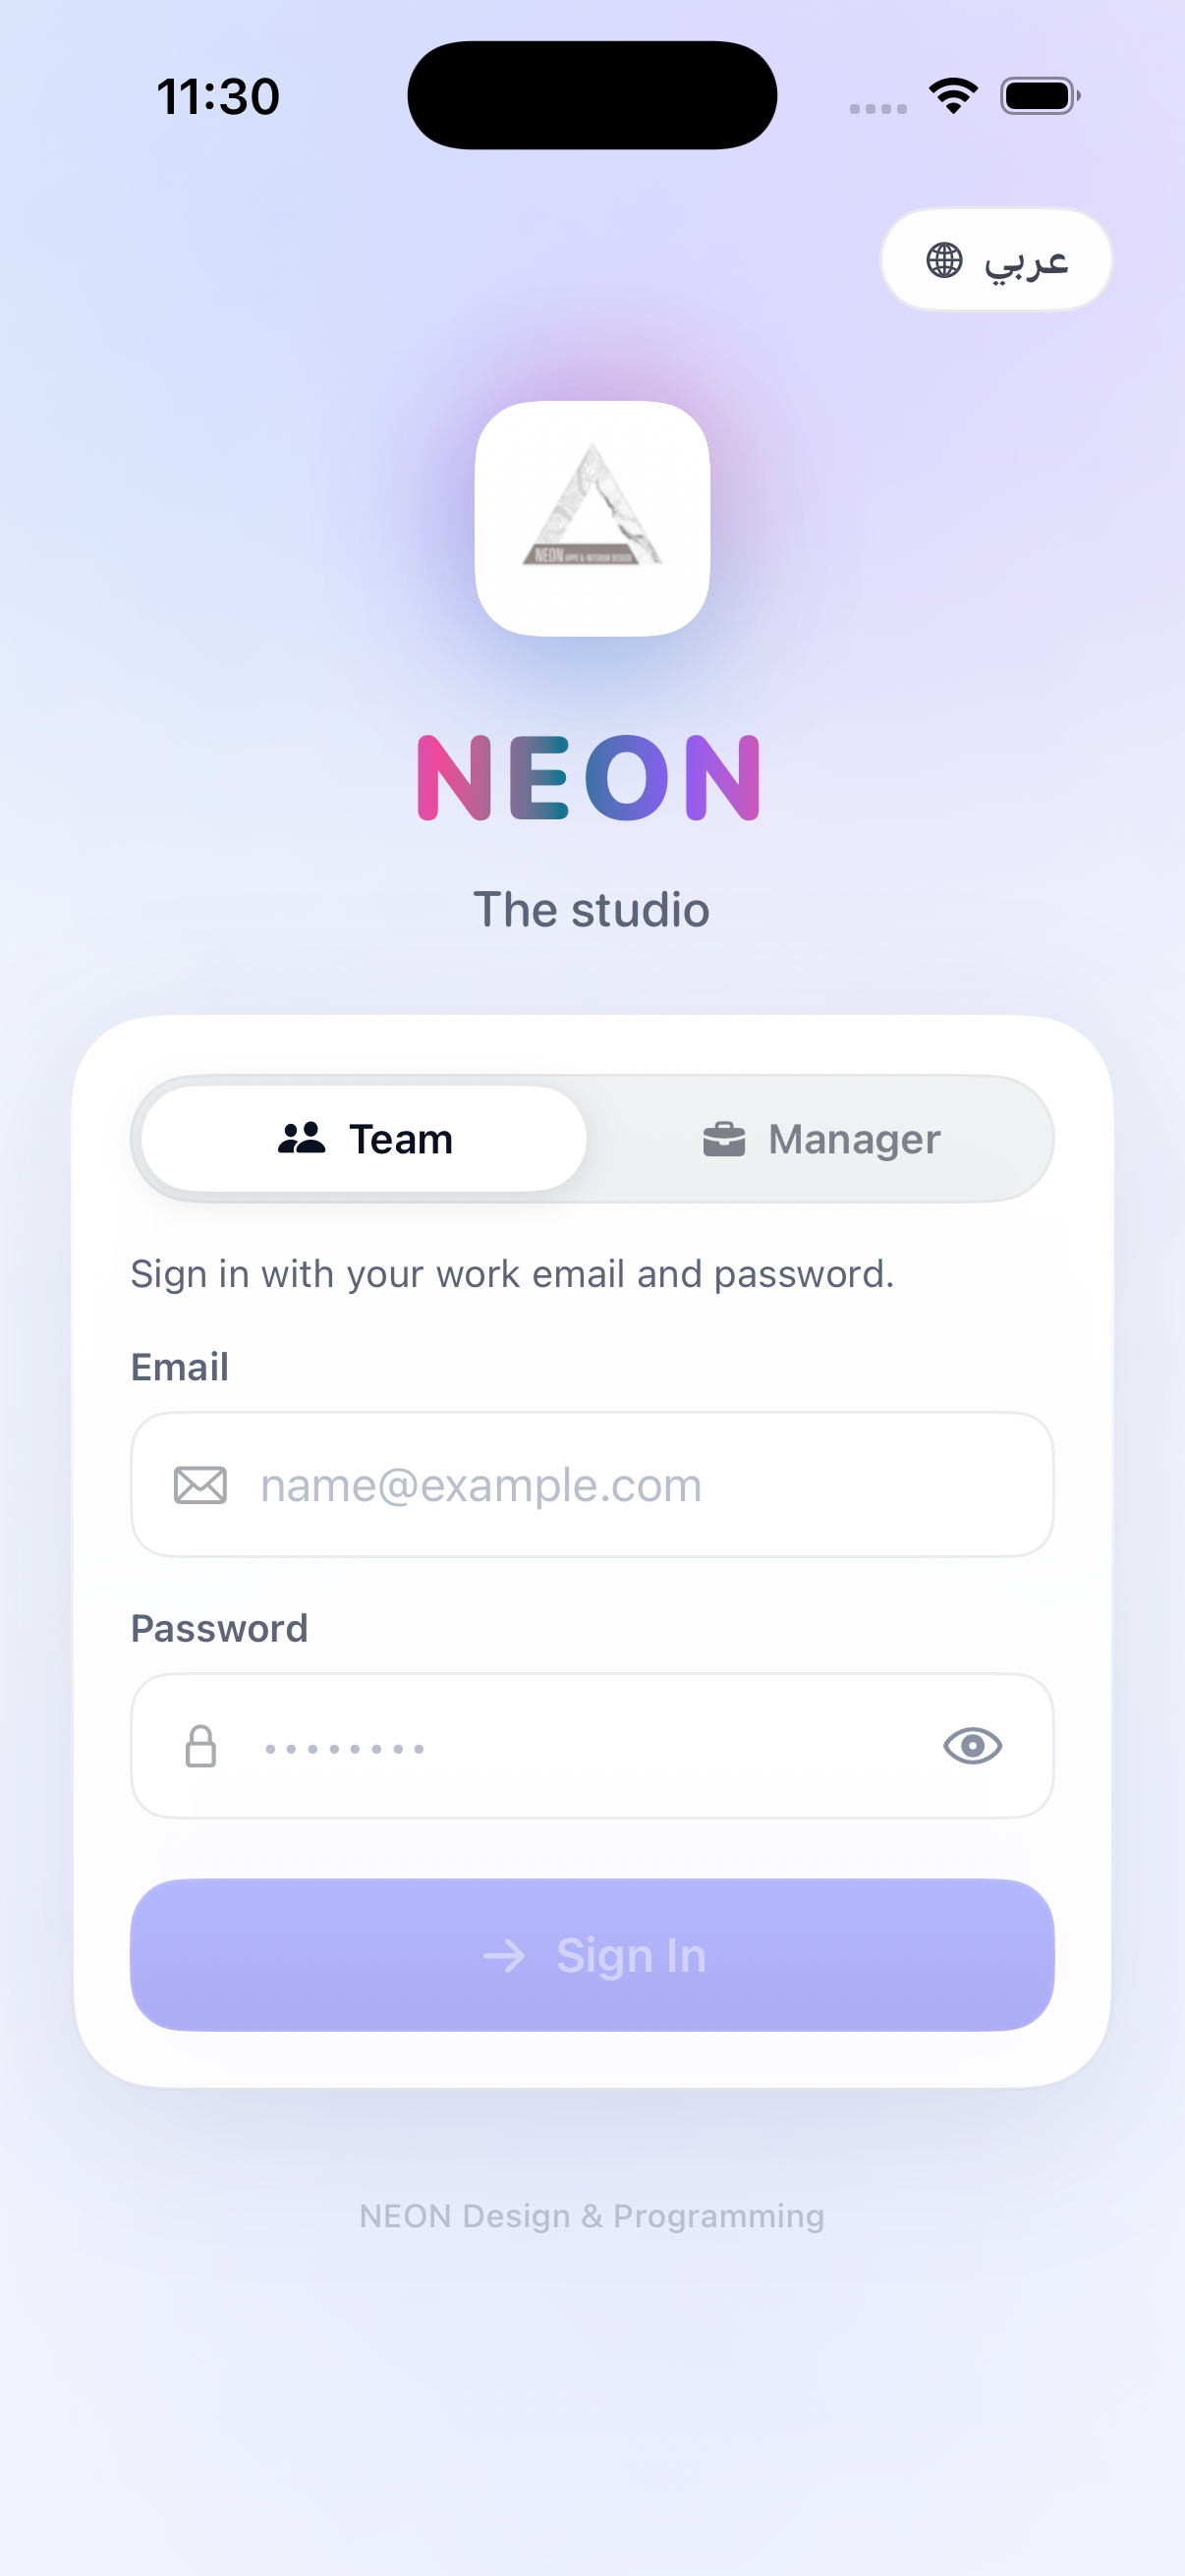 11:30
عربي
NEON
NEON
The studio
Team
Manager
Sign in with your work email and password.
Email
name@example.com
Password
Sign In
NEON Design & Programming